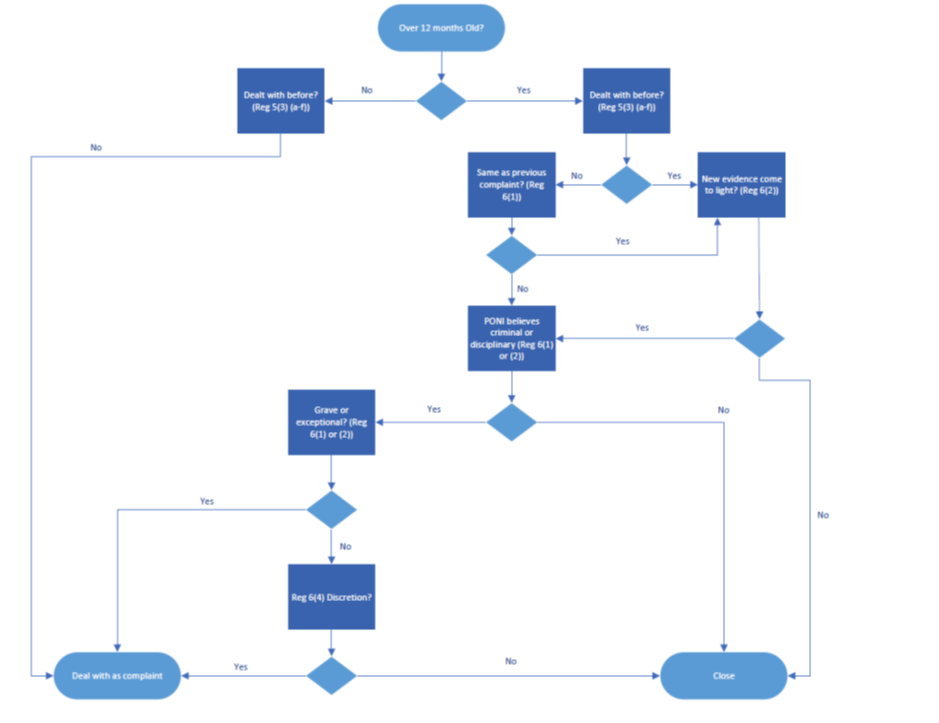 Over 12 months Old?
Dealt with before?
(Reg 5(3) (a-f))
No
Yes
Dealt with before?
(Reg 5(3) (a-f))
No
Same as previous
complaint? (Reg
6(1))
No
Yes
New evidence come
to light? (Reg 6(2))
Yes
No
PONI believes
criminal or
disciplinary (Reg 6(1)
or (2))
Yes
Grave or
exceptional? (Reg
6(1) or (2))
Yes
No
Yes
No
No
Reg 6(4) Discretion?
Deal with as complaint
Yes
No
Close